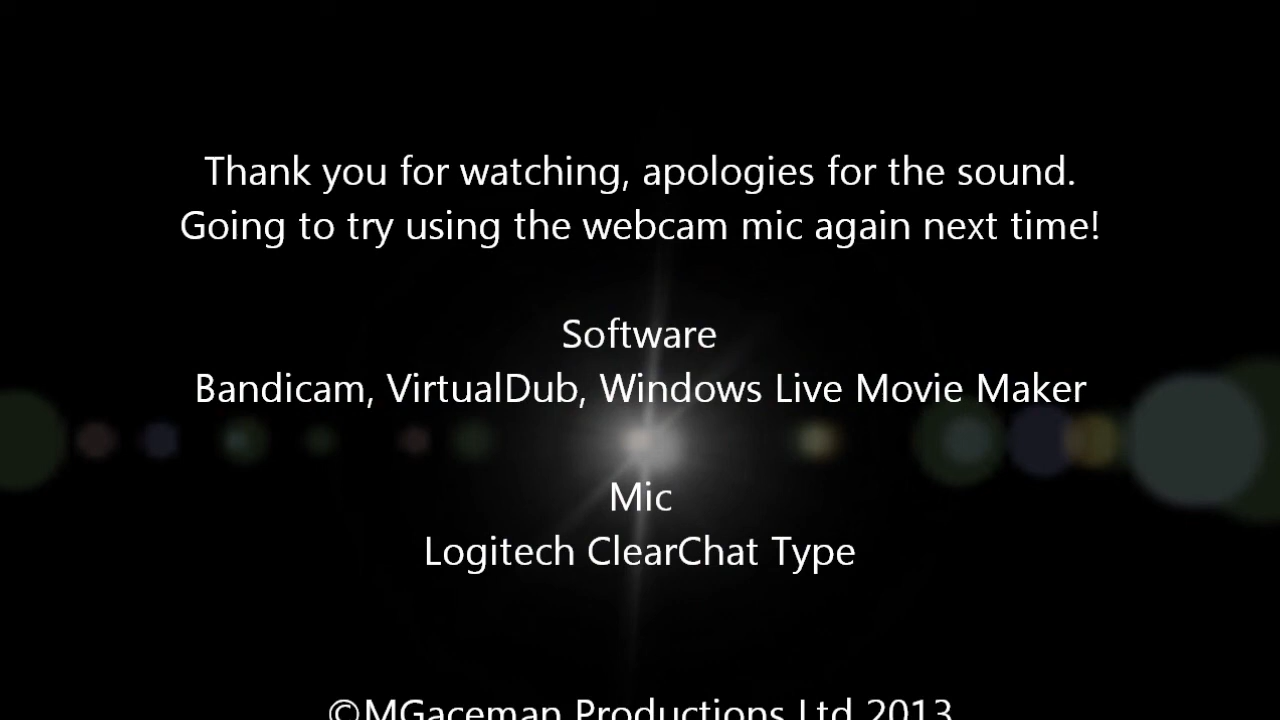 Thank you for watching, apologies for the sound.
Going to try using the webcam mic again next time!
Software
Bandicam, VirtualDub, Windows Live Movie Maker
Mic
Logitech ClearChat Type
©MGaceman Productions Ltd 2013